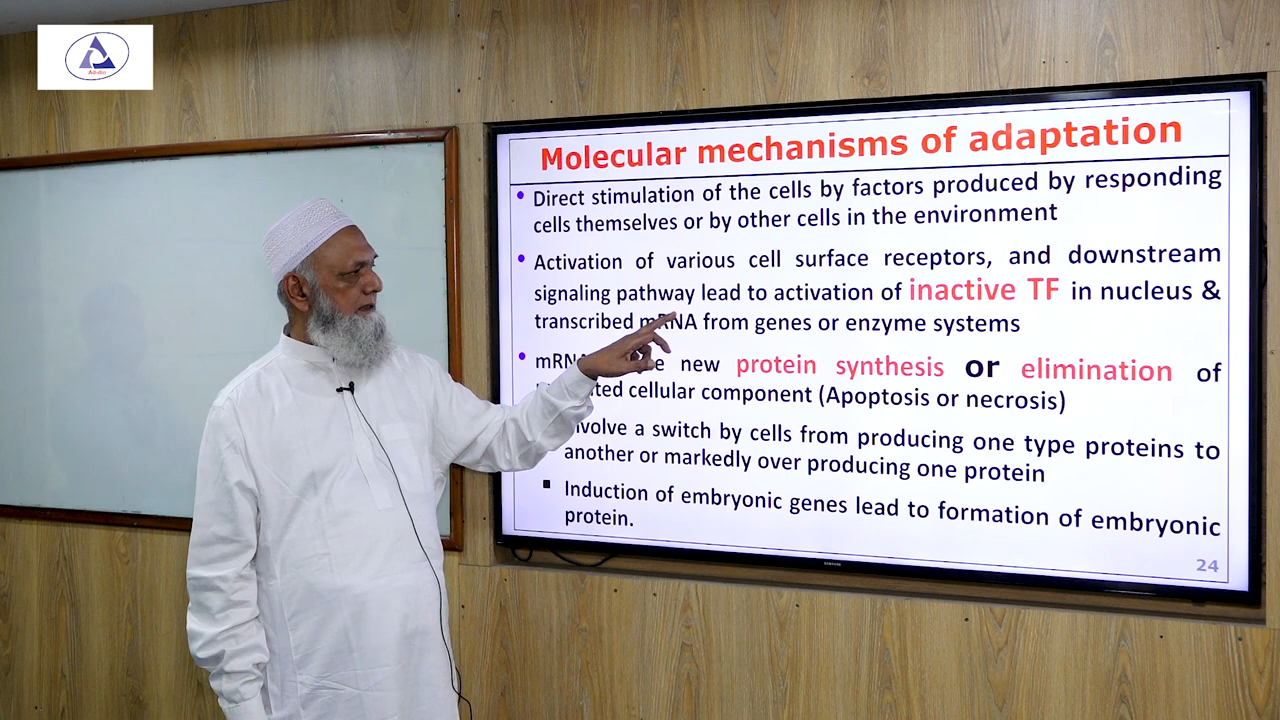 Ad-din
Molecular mechanisms of adaptation
• Direct stimulation of the cells by factors produced by responding
cells themselves or by other cells in the environment
• Activation of various cell surface receptors, and downstream
signaling pathway lead to activation of inactive TF in nucleus &
transcribed mRNA from genes or enzyme systems
• new protein synthesis or elimination of
cellular component (Apoptosis or necrosis)
a switch by cells from producing one type proteins to
another or markedly over producing one protein
▪ Induction of embryonic genes lead to formation of embryonic
protein.
24
SAMSUNG